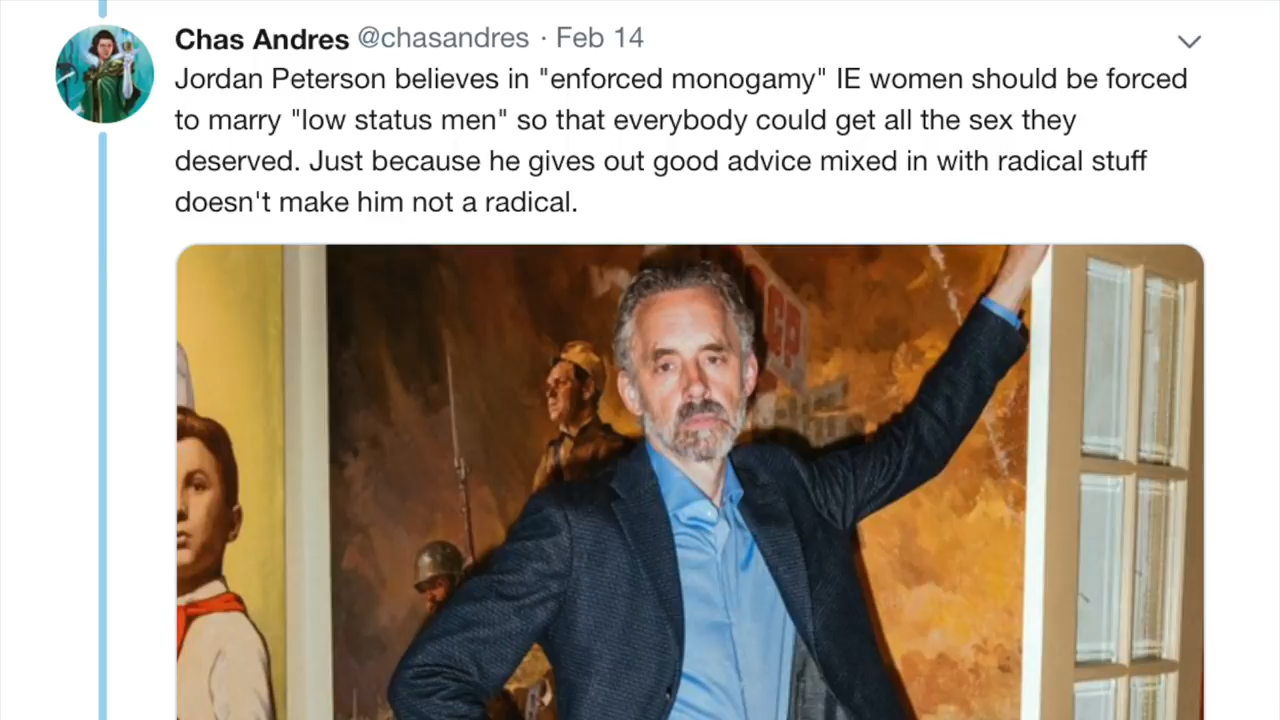 Chas Andres @chasandres · Feb 14
Jordan Peterson believes in "enforced monogamy" IE women should be forced
to marry "low status men" so that everybody could get all the sex they
deserved. Just because he gives out good advice mixed in with radical stuff
doesn't make him not a radical.